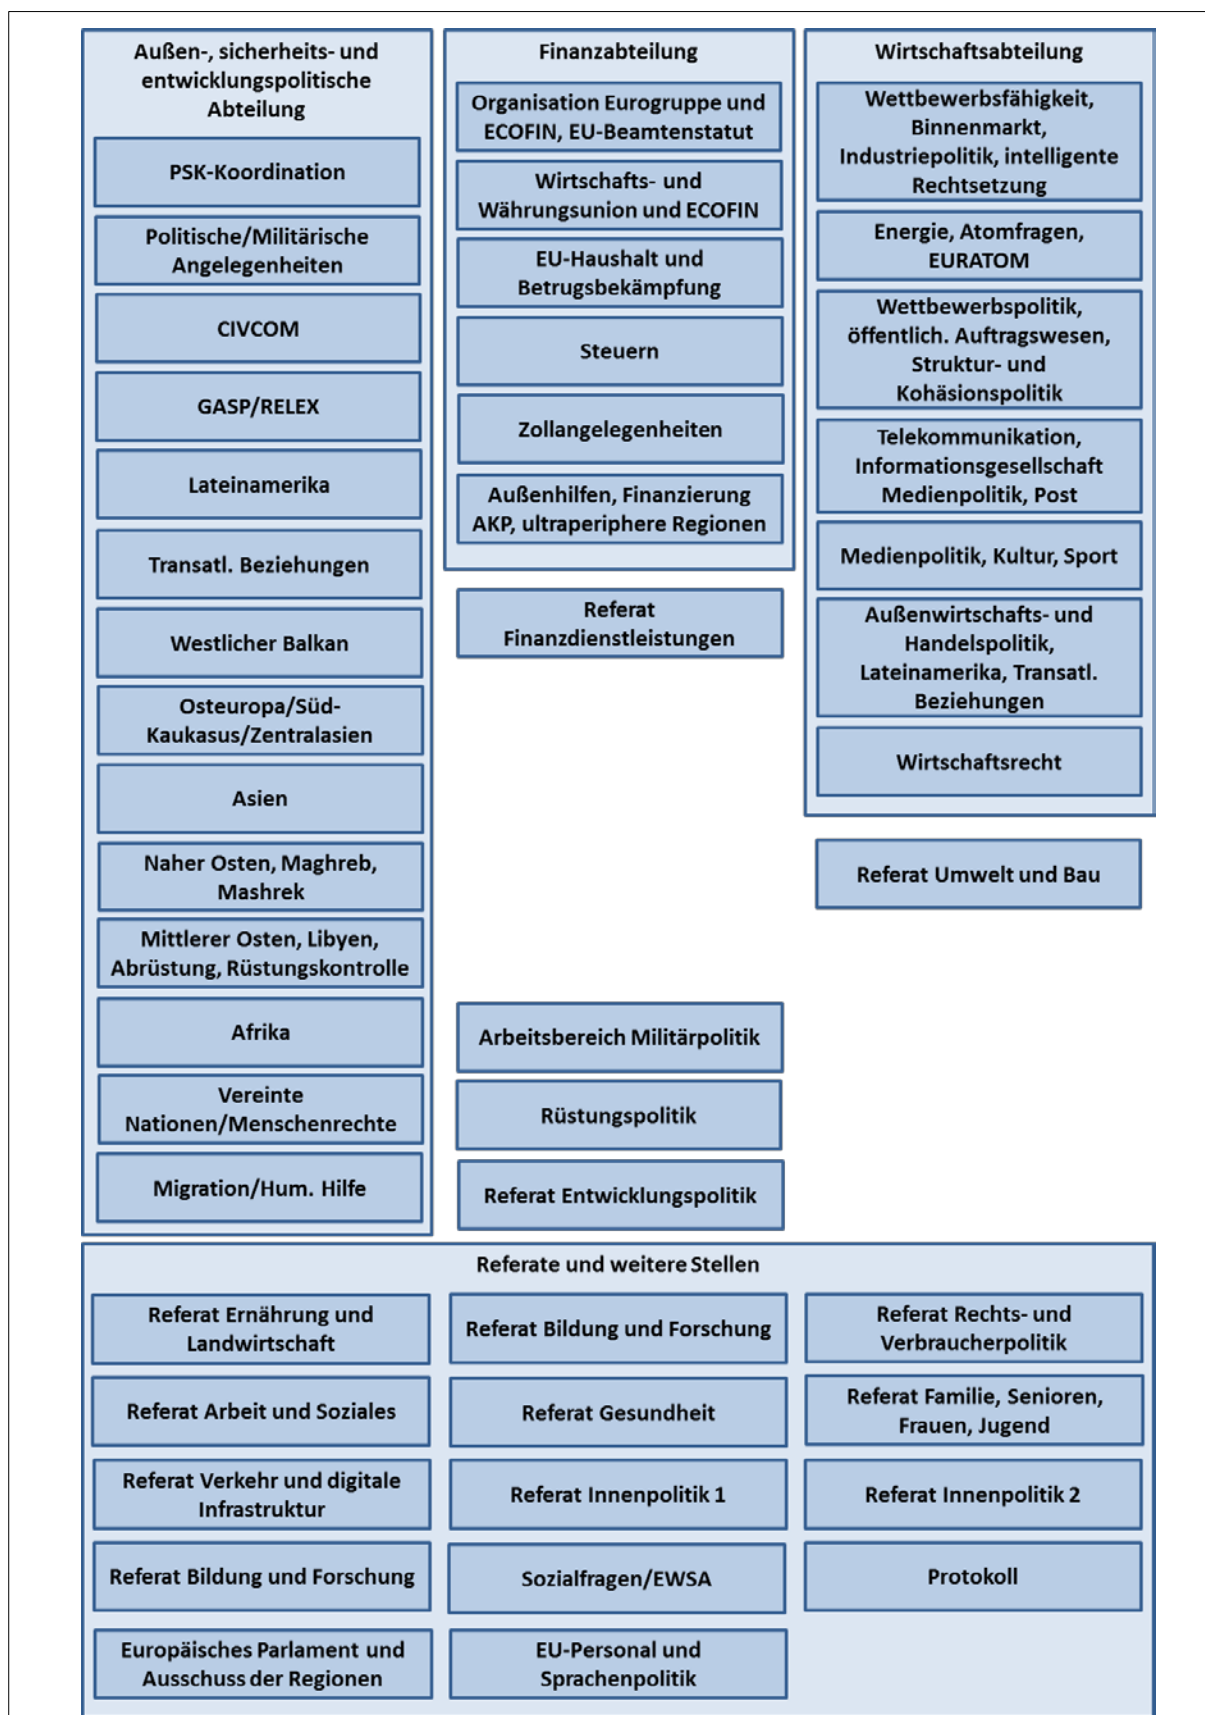 Außen-, sicherheits- und
entwicklungspolitische
Abteilung
PSK-Koordination
Politische/Militärische
Angelegenheiten
CIVCOM
GASP/RELEX
Lateinamerika
Transatl. Beziehungen
Westlicher Balkan
Osteuropa/Süd-
Kaukasus/Zentralasien
Asien
Naher Osten, Maghreb,
Mashrek
Mittlerer Osten, Libyen,
Abrüstung, Rüstungskontrolle
Afrika
Vereinte
Nationen/Menschenrechte
Migration/Hum. Hilfe
Finanzabteilung
Organisation Eurogruppe und
ECOFIN, EU-Beamtenstatut
Wirtschafts- und
Währungsunion und ECOFIN
EU-Haushalt und
Betrugsbekämpfung
Steuern
Zollangelegenheiten
Außenhilfen, Finanzierung
AKP, ultraperiphere Regionen
Referat
Finanzdienstleistungen
Arbeitsbereich Militärpolitik
Rüstungspolitik
Referat Entwicklungspolitik
Wirtschaftsabteilung
Wettbewerbsfähigkeit,
Binnenmarkt,
Industriepolitik, intelligente
Rechtsetzung
Energie, Atomfragen,
EURATOM
Wettbewerbspolitik,
öffentlich. Auftragswesen,
Struktur- und
Kohäsionspolitik
Telekommunikation,
Informationsgesellschaft
Medienpolitik, Post
Medienpolitik, Kultur, Sport
Außenwirtschafts- und
Handelspolitik,
Lateinamerika, Transatl.
Beziehungen
Wirtschaftsrecht
Referat Umwelt und Bau
Referate und weitere Stellen
Referat Ernährung und
Landwirtschaft
Referat Bildung und Forschung
Referat Rechts- und
Verbraucherpolitik
Referat Arbeit und Soziales
Referat Gesundheit
Referat Familie, Senioren,
Frauen, Jugend
Referat Verkehr und digitale
Infrastruktur
Referat Innenpolitik 1
Referat Innenpolitik 2
Referat Bildung und Forschung
Sozialfragen/EWSA
Protokoll
Europäisches Parlament und
Ausschuss der Regionen
EU-Personal und
Sprachenpolitik